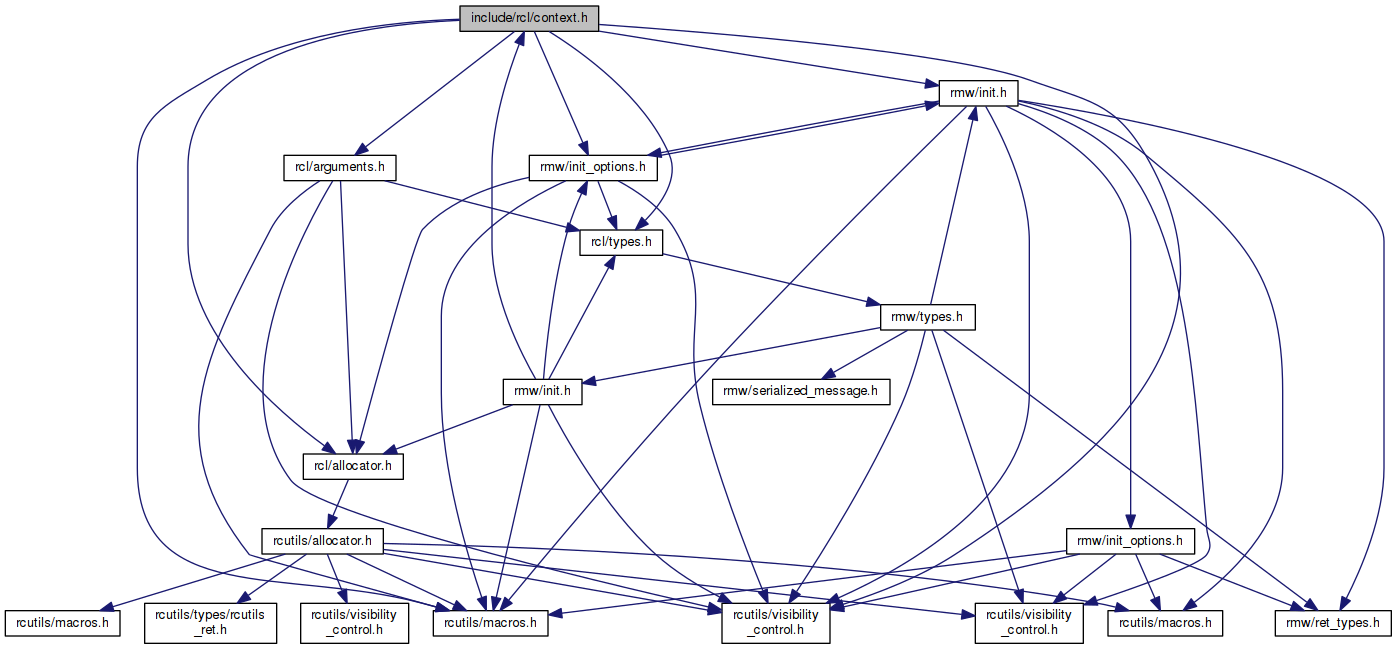 include/rcl/context.h
rmw/init.h
rcl/arguments.h
rmw/init_options.h
rcl/types.h
rmw/types.h
rmw/init.h
rmw/serialized_message.h
rcl/allocator.h
rcutils/allocator.h
rmw/init_options.h
rcutils/macros.h
rcutils/types/rcutils
_ret.h
rcutils/visibility
_control.h
rcutils/macros.h
rcutils/visibility
_control.h
rcutils/visibility
_control.h
rcutils/macros.h
rmw/ret_types.h